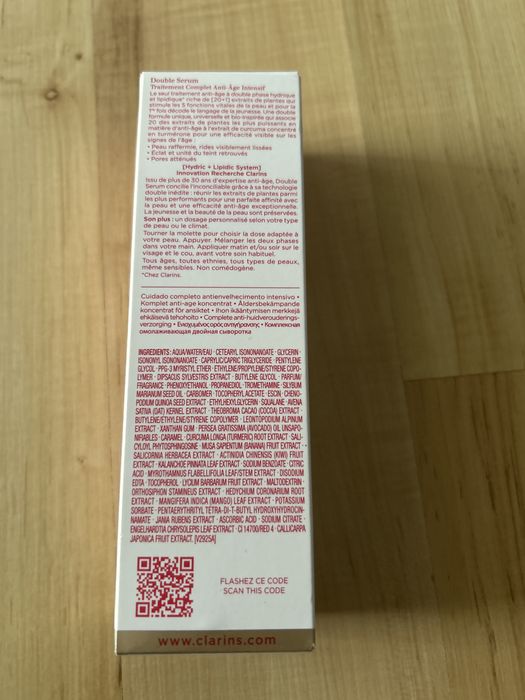 Double Serum
Traitement Complet Anti-Âge Intensif
Le seul traitement anti-âge à double phase hydrique
et lipidique* riche de [20+1] extraits de plantes qui
stimule les 5 fonctions vitales de la peau et pour la
1ère fois décode le langage de la jeunesse. Une double
formule unique, universelle et bio-inspirée qui associe
20 des extraits de plantes les plus puissants en
matière d'anti-âge à l'extrait de curcuma concentré
en turmérone pour une efficacité visible sur les
signes de l'âge :
• Peau raffermie, rides visiblement lissées
• Éclat et unité du teint retrouvés
• Pores atténués
[Hydric + Lipidic System]
Innovation Recherche Clarins
Issu de plus de 30 ans d'expertise anti-âge, Double
Serum concilie l'inconciliable grâce à sa technologie
double inédite : réunir les extraits de plantes parmi
les plus performants pour une parfaite affinité avec
la peau et une efficacité anti-âge exceptionnelle.
La jeunesse et la beauté de la peau sont préservées.
Son plus : un dosage personnalisé selon votre type
de peau ou le climat.
Tourner la molette pour choisir la dose adaptée à
votre peau. Appuyer. Mélanger les deux phases
dans votre main. Appliquer matin et/ou soir sur le
visage et le cou, avant votre soin habituel.
Tous âges, toutes ethnies, tous types de peaux,
même sensibles. Non comédogène.
*Chez Clarins.
Cuidado completo antienvelhecimento intensivo •
Komplet anti-age koncentrat • Åldersbekämpande
koncentrat för ansiktet • Ihon ikääntymisen merkkejä
ehkäisevä tehohoito • Complete anti-huidverouderings-
verzorging • Ενισχυμένος ορός αντιγήρανσης • Комплексная
омолаживающая двойная сыворотка
INGREDIENTS: AQUA/WATER/EAU • CETEARYL ISONONANOATE • GLYCERIN •
ISONONYL ISONONANOATE • CAPRYLIC/CAPRIC TRIGLYCERIDE • PENTYLENE
GLYCOL • PPG-3 MYRISTYL ETHER • ETHYLENE/PROPYLENE/STYRENE COPO-
LYMER • DIPSACUS SYLVESTRIS EXTRACT • BUTYLENE GLYCOL • PARFUM/
FRAGRANCE • PHENOXYETHANOL • PROPANEDIOL • TROMETHAMINE • SILYBUM
MARIANUM SEED OIL • CARBOMER • TOCOPHERYL ACETATE • ESCIN • CHENO-
PODIUM QUINOA SEED EXTRACT • ETHYLHEXYLGLYCERIN • SQUALANE • AVENA
SATIVA (OAT) KERNEL EXTRACT • THEOBROMA CACAO (COCOA) EXTRACT •
BUTYLENE/ETHYLENE/STYRENE COPOLYMER • LEONTOPODIUM ALPINUM
EXTRACT • XANTHAN GUM • PERSEA GRATISSIMA (AVOCADO) OIL UNSAPO-
NIFIABLES • CARAMEL • CURCUMA LONGA (TURMERIC) ROOT EXTRACT • SALI-
CYLOYL PHYTOSPHINGOSINE • MUSA SAPIENTUM (BANANA) FRUIT EXTRACT •
SALICORNIA HERBACEA EXTRACT • ACTINIDIA CHINENSIS (KIWI) FRUIT
EXTRACT • KALANCHOE PINNATA LEAF EXTRACT • SODIUM BENZOATE • CITRIC
ACID • MYROTHAMNUS FLABELLIFOLIA LEAF/STEM EXTRACT • DISODIUM
EDTA • TOCOPHEROL • LYCIUM BARBARUM FRUIT EXTRACT • MALTODEXTRIN •
ORTHOSIPHON STAMINEUS EXTRACT • HEDYCHIUM CORONARIUM ROOT
EXTRACT • MANGIFERA INDICA (MANGO) LEAF EXTRACT • POTASSIUM
SORBATE • PENTAERYTHRITYL TETRA-DI-T-BUTYL HYDROXYHYDROCIN-
NAMATE • JANIA RUBENS EXTRACT • ASCORBIC ACID • SODIUM CITRATE •
ENGELHARDTIA CHRYSOLEPIS LEAF EXTRACT • CI 14700/RED 4 • CALLICARPA
JAPONICA FRUIT EXTRACT. [V2925A]
FLASHEZ CE CODE
SCAN THIS CODE
www.clarins.com